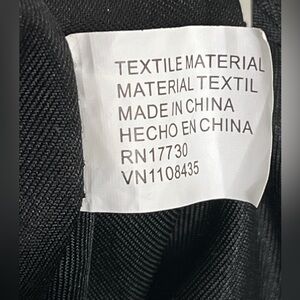 TEXTILE MATERIAL
MATERIAL TEXTIL
MADE IN CHINA
HECHO EN CHINA
RN17730
VN1108435